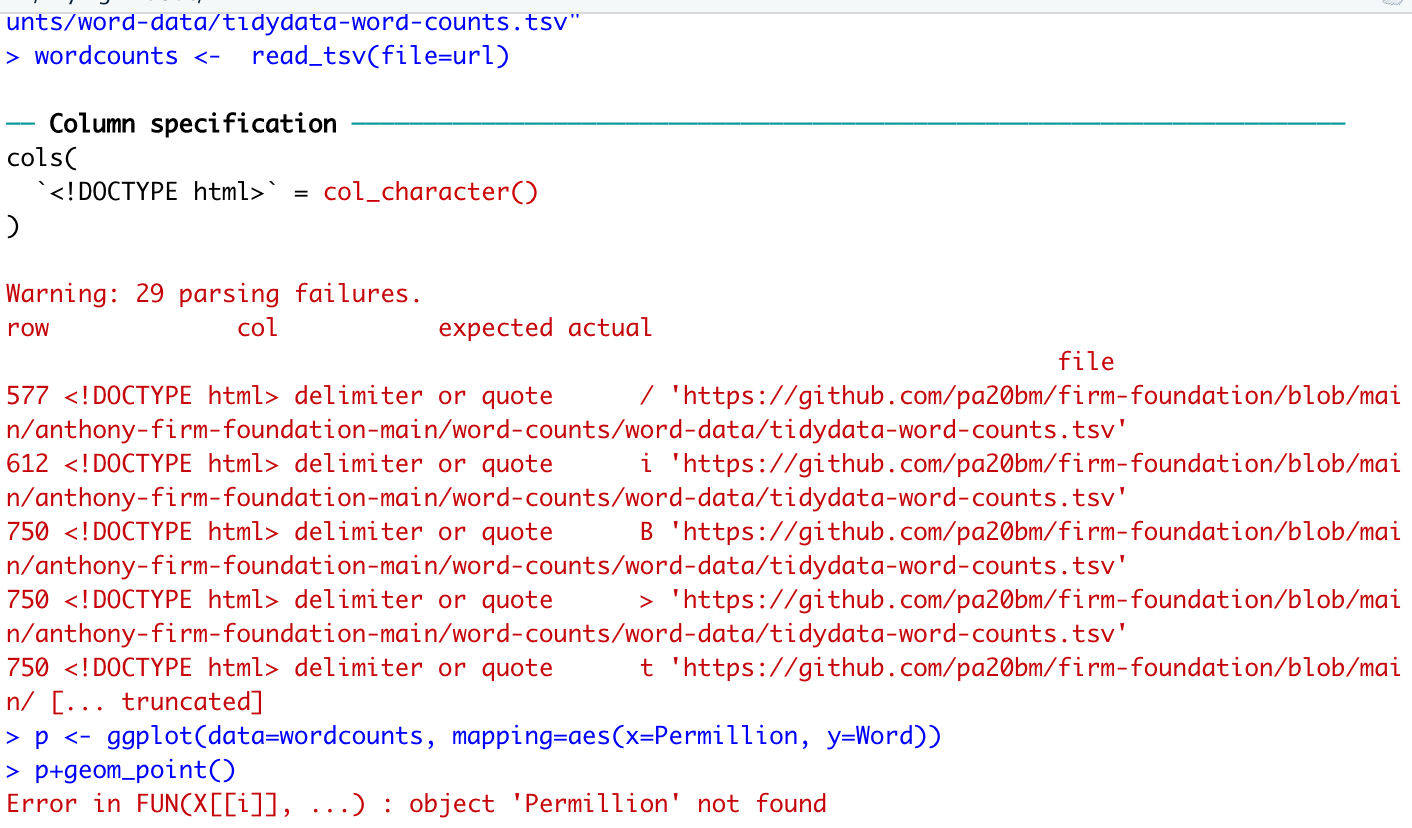 unts/word-data/tidydata-word-counts.tsv"
> wordcounts <-  read_tsv(file=url)
── Column specification ─────────────────────────────────────────────────────────────────────
cols(
  `<!DOCTYPE html>` = col_character()
)
Warning: 29 parsing failures.
row             col           expected actual
                                                                         file
577 <!DOCTYPE html> delimiter or quote      / 'https://github.com/pa20bm/firm-foundation/blob/mai
n/anthony-firm-foundation-main/word-counts/word-data/tidydata-word-counts.tsv'
612 <!DOCTYPE html> delimiter or quote      i 'https://github.com/pa20bm/firm-foundation/blob/mai
n/anthony-firm-foundation-main/word-counts/word-data/tidydata-word-counts.tsv'
750 <!DOCTYPE html> delimiter or quote      B 'https://github.com/pa20bm/firm-foundation/blob/mai
n/anthony-firm-foundation-main/word-counts/word-data/tidydata-word-counts.tsv'
750 <!DOCTYPE html> delimiter or quote      > 'https://github.com/pa20bm/firm-foundation/blob/mai
n/anthony-firm-foundation-main/word-counts/word-data/tidydata-word-counts.tsv'
750 <!DOCTYPE html> delimiter or quote      t 'https://github.com/pa20bm/firm-foundation/blob/mai
n/ [... truncated]
> p <- ggplot(data=wordcounts, mapping=aes(x=Permillion, y=Word))
> p+geom_point()
Error in FUN(X[[i]], ...) : object 'Permillion' not found